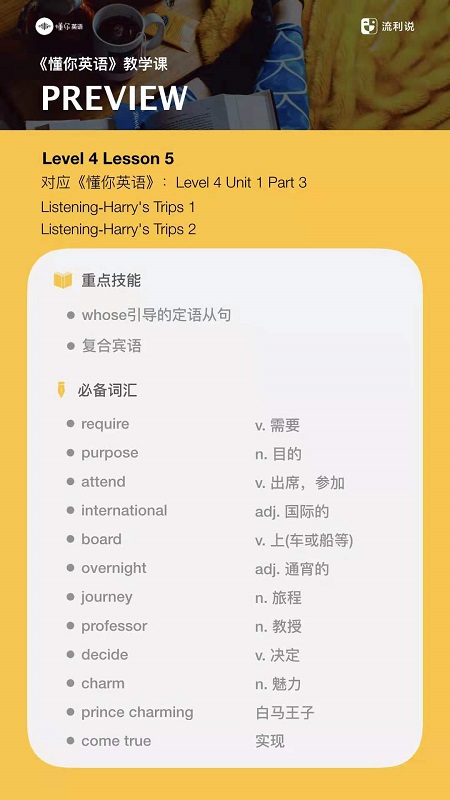 懂你英语
流利说
《懂你英语》教学课
PREVIEW
Level 4 Lesson 5
对应《懂你英语》：Level 4 Unit 1 Part 3
Listening-Harry's Trips 1
Listening-Harry's Trips 2
重点技能
whose引导的定语从句
复合宾语
必备词汇
require v. 需要
purpose n. 目的
attend v. 出席，参加
international adj. 国际的
board v. 上(车或船等)
overnight adj. 通宵的
journey n. 旅程
professor n. 教授
decide v. 决定
charm n. 魅力
prince charming 白马王子
come true 实现